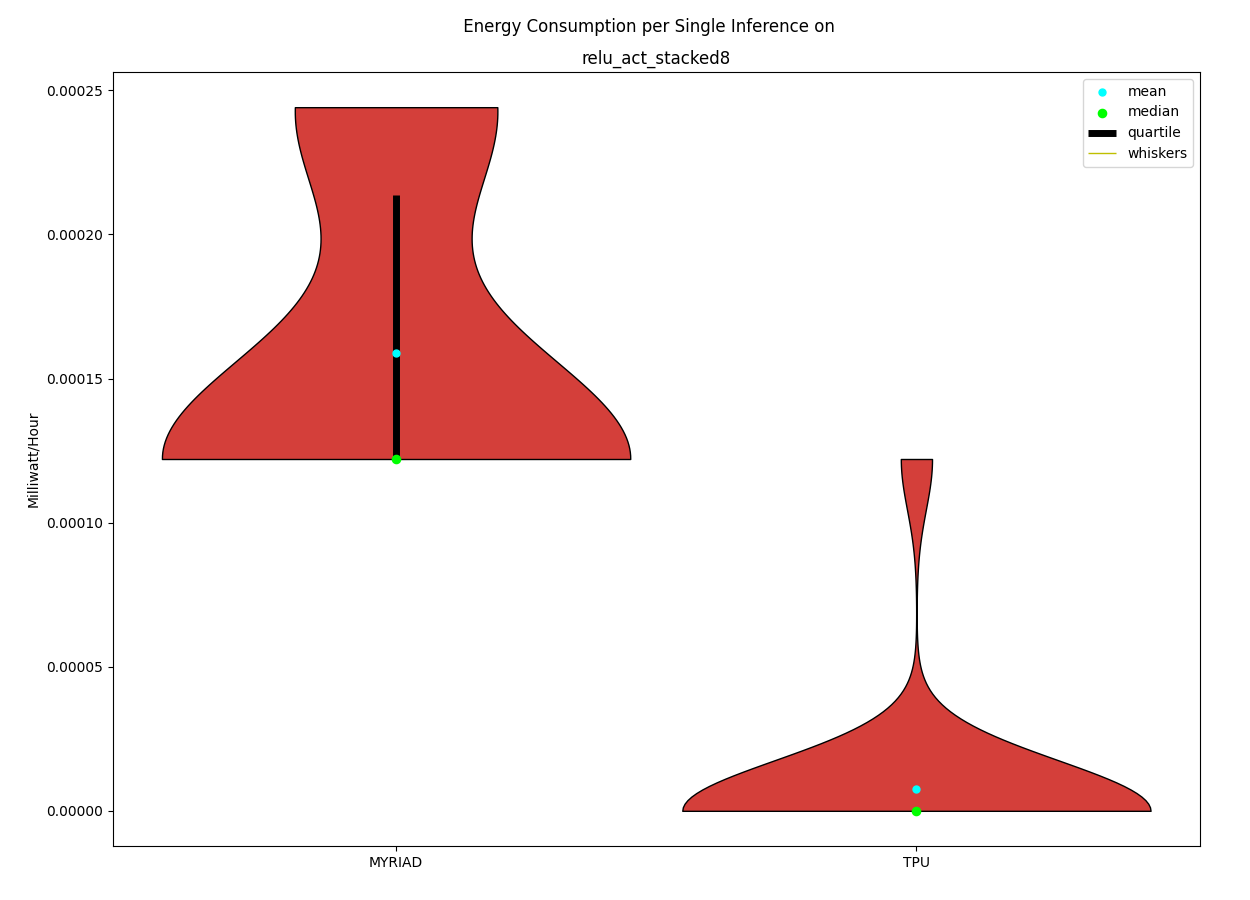 Energy Consumption per Single Inference on
relu_act_stacked8
0.00025
0.00020
0.00015
0.00010
0.00005
0.00000
Milliwatt/Hour
mean
median
quartile
whiskers
MYRIAD
TPU